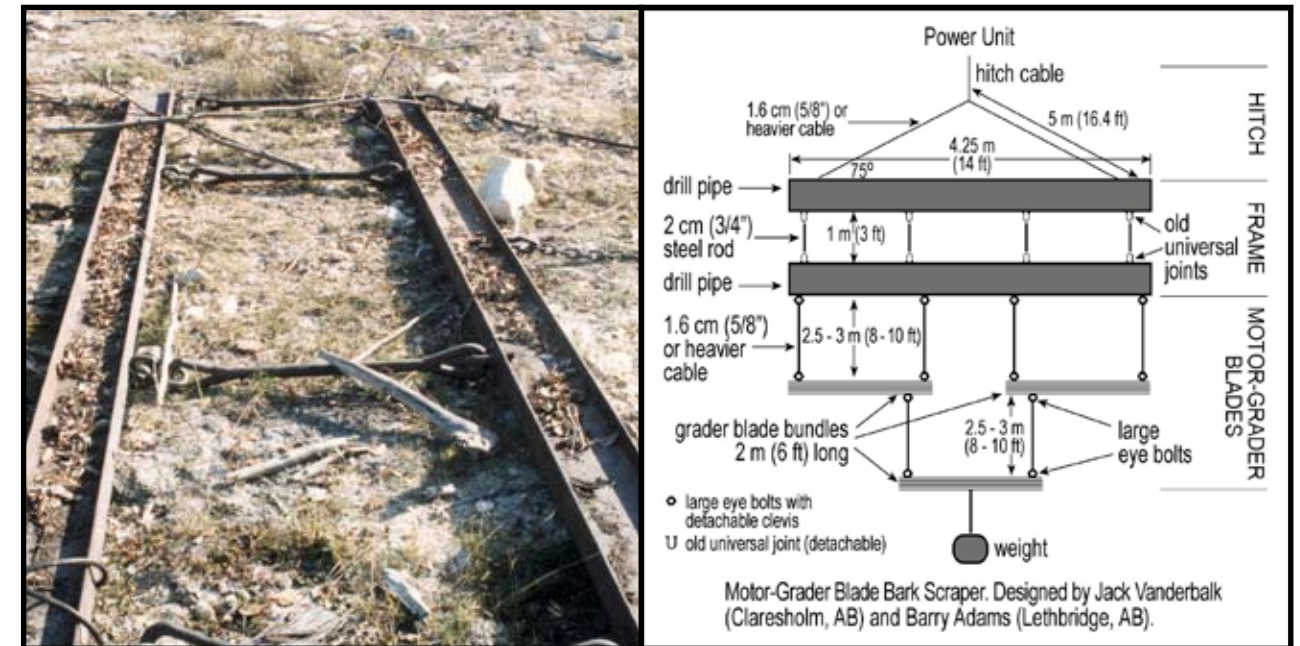 Power Unit
hitch cable
1.6 cm (5/8") or
heavier cable
5 m (16.4 ft)
HITCH
4.25 m
(14 ft)
75º
drill pipe
2 cm (3/4")
steel rod
1 m (3 ft)
old
universal
joints
FRAME
drill pipe
1.6 cm (5/8")
or heavier
cable
2.5 - 3 m (8 - 10 ft)
MOTOR-GRADER
BLADES
grader blade bundles
2 m (6 ft) long
2.5 - 3 m
(8 - 10 ft)
large
eye bolts
large eye bolts with
detachable clevis
old universal joint (detachable)
weight
Motor-Grader Blade Bark Scraper. Designed by Jack Vanderbalk
(Claresholm, AB) and Barry Adams (Lethbridge, AB).